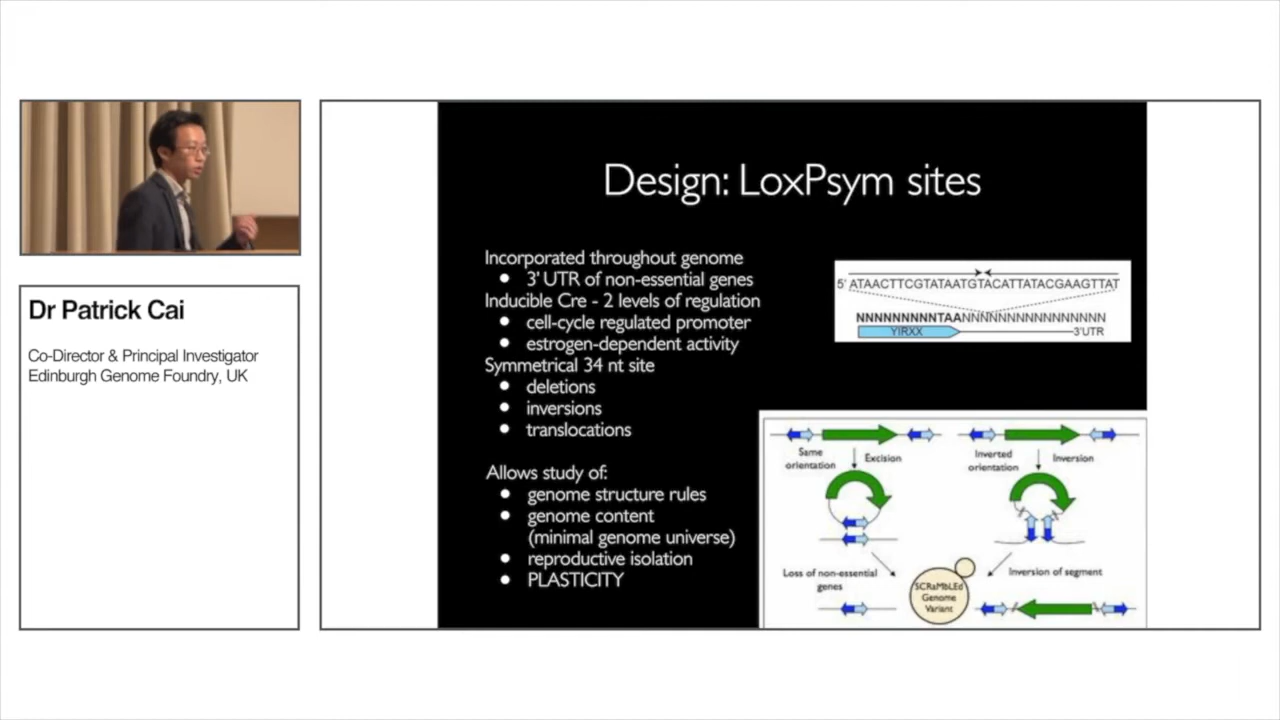 Dr Patrick Cai
Co-Director & Principal Investigator
Edinburgh Genome Foundry, UK
Design: LoxPsym sites
Incorporated throughout genome
● 3' UTR of non-essential genes
Inducible Cre - 2 levels of regulation
● cell-cycle regulated promoter
● estrogen-dependent activity
Symmetrical 34 nt site
● deletions
● inversions
● translocations
Allows study of:
● genome structure rules
● genome content
(minimal genome universe)
● reproductive isolation
● PLASTICITY
5' ATAACTTCGTATAATGTACATTATACGAAGTTAT
NNNNNNNNNTAANNNNNNNNNNNNNNNN
YIRXX
3'UTR
Same
orientation
Excision
Inverted
orientation
Inversion
Loss of non-essential
genes
SCRaMbLEd
Genome
Variant
Inversion of segment